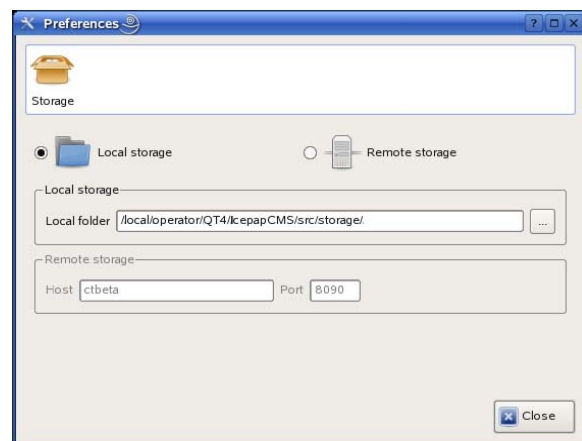 Preferences
Storage
Local storage
Remote storage
Local storage
Local folder /local/operator/QT4/IcepapCMS/src/storage/.
...
Remote storage
Host ctbeta Port 8090
Close